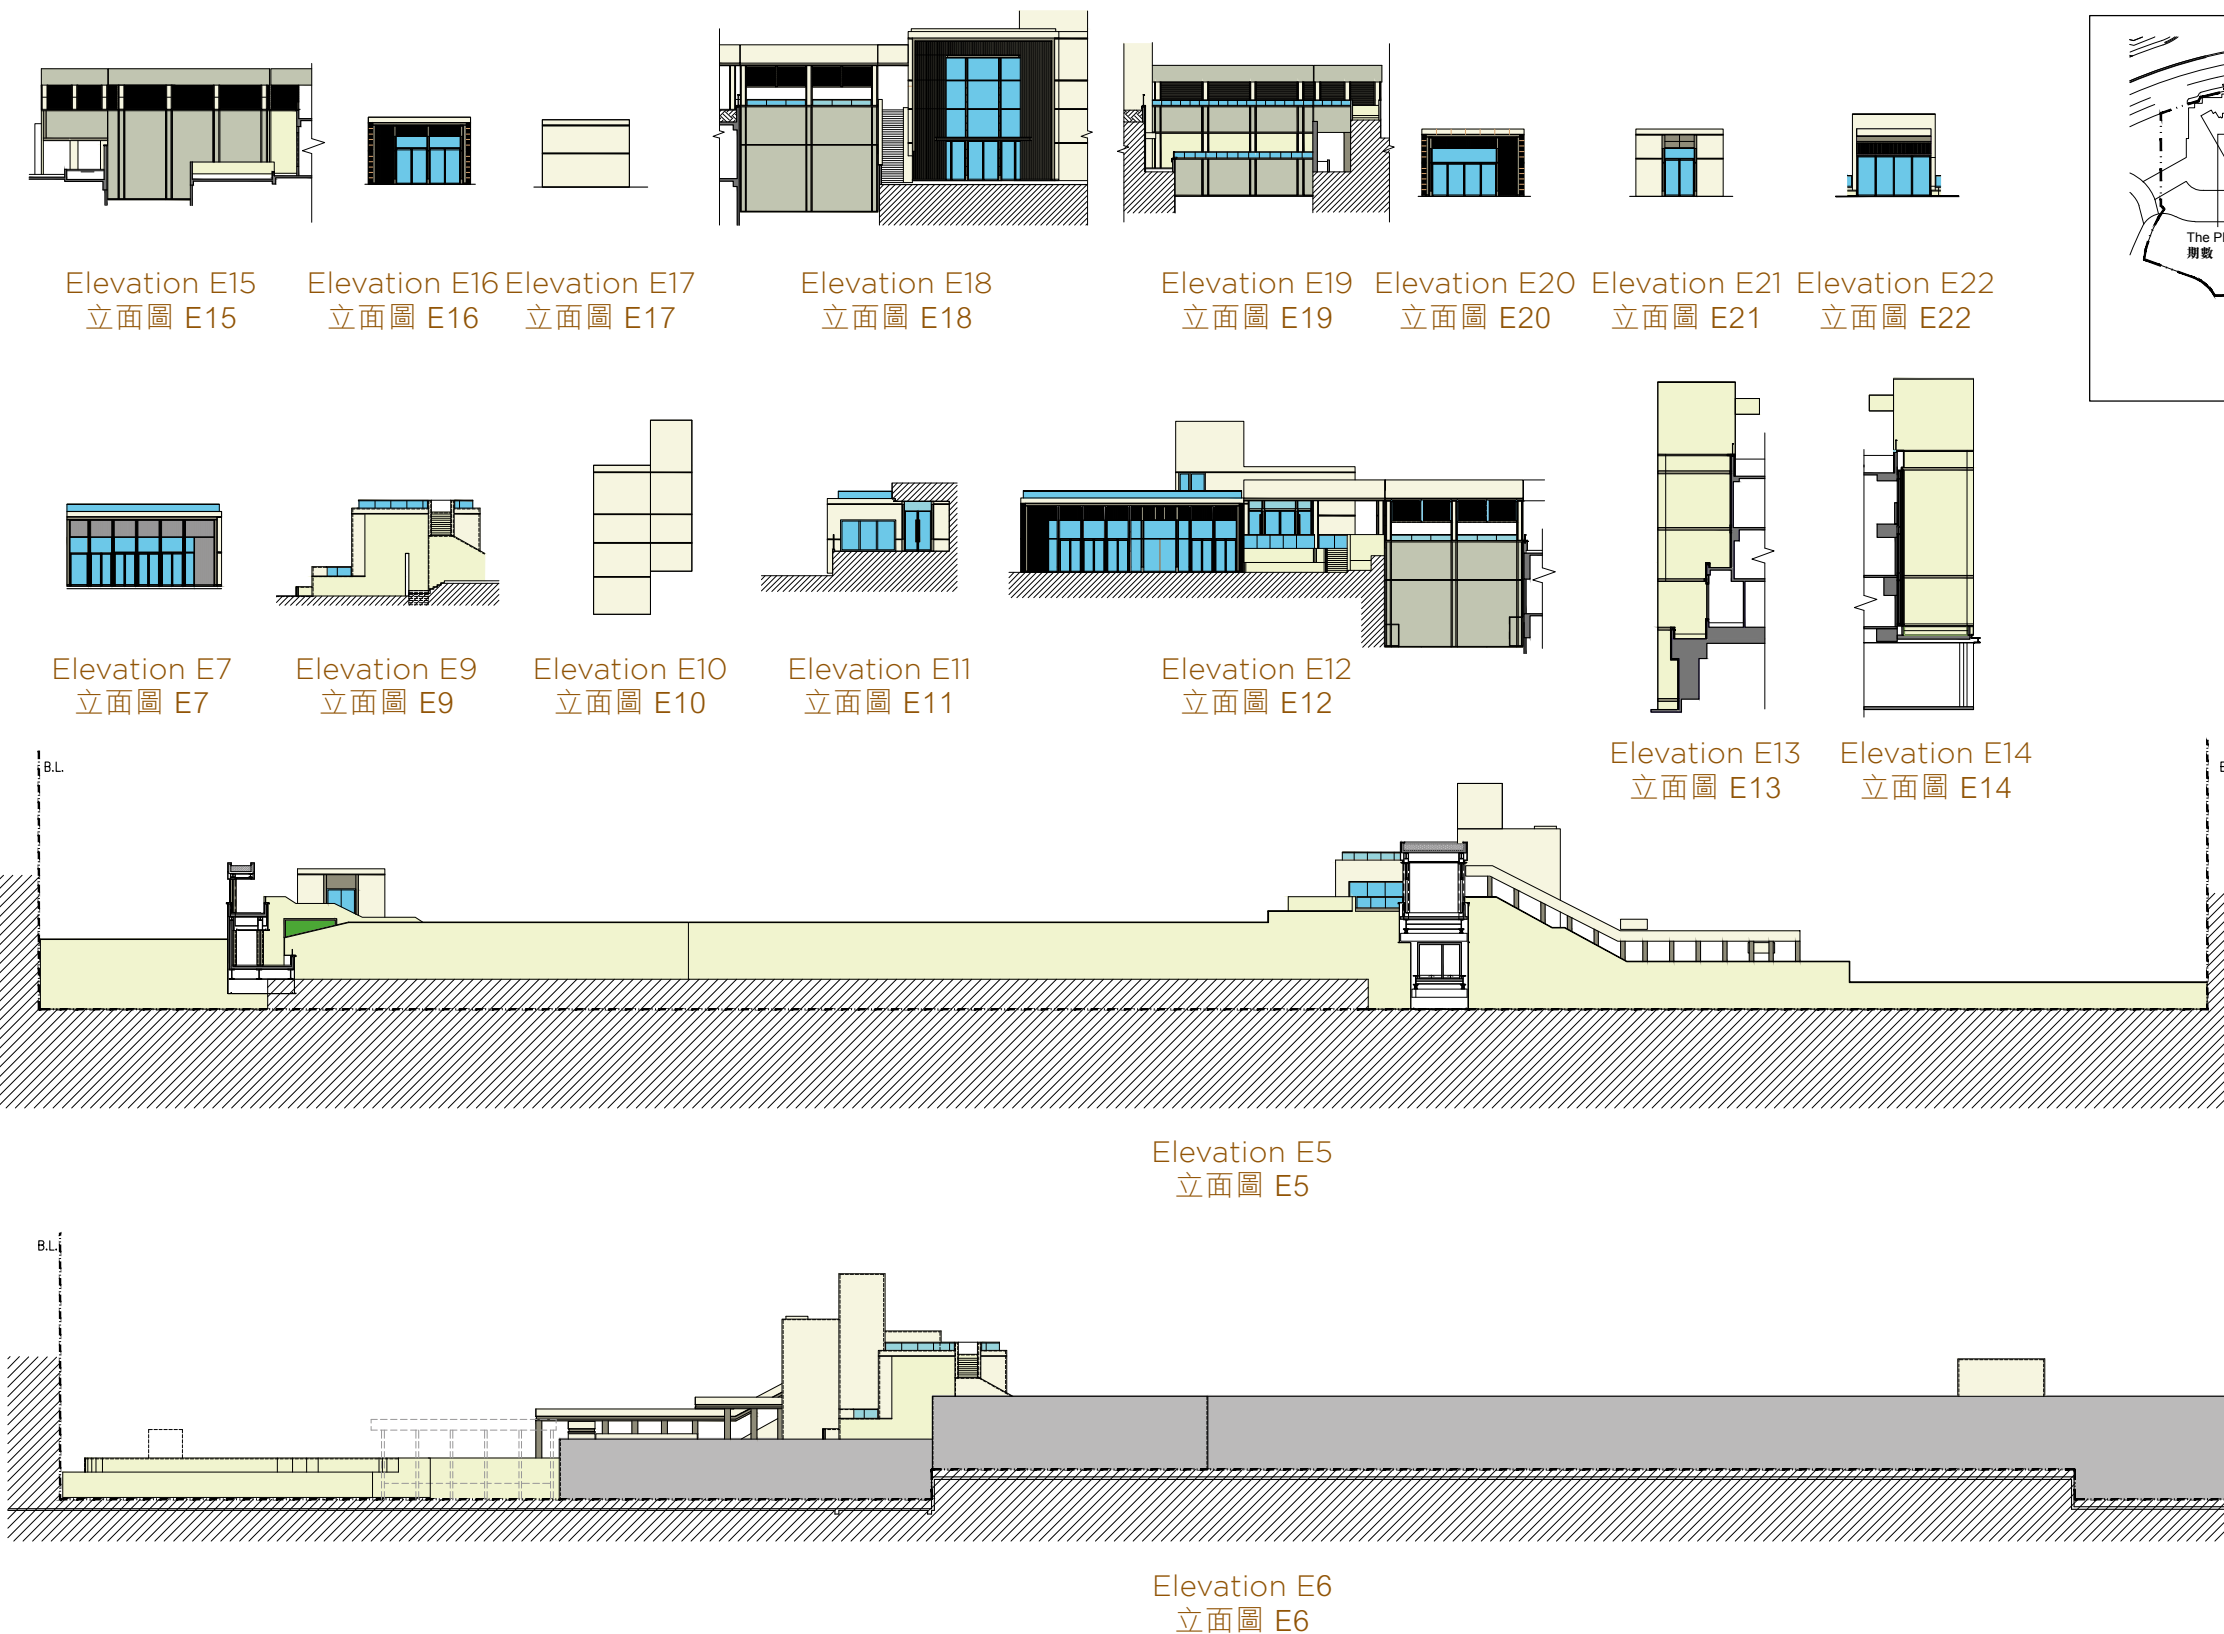 The Pl
期數
Elevation E15
立面圖 E15
Elevation E16
立面圖 E16
Elevation E17
立面圖 E17
Elevation E18
立面圖 E18
Elevation E19
立面圖 E19
Elevation E20
立面圖 E20
Elevation E21
立面圖 E21
Elevation E22
立面圖 E22
Elevation E7
立面圖 E7
Elevation E9
立面圖 E9
Elevation E10
立面圖 E10
Elevation E11
立面圖 E11
Elevation E12
立面圖 E12
Elevation E13
立面圖 E13
Elevation E14
立面圖 E14
B.L.
Elevation E5
立面圖 E5
B.L.
Elevation E6
立面圖 E6